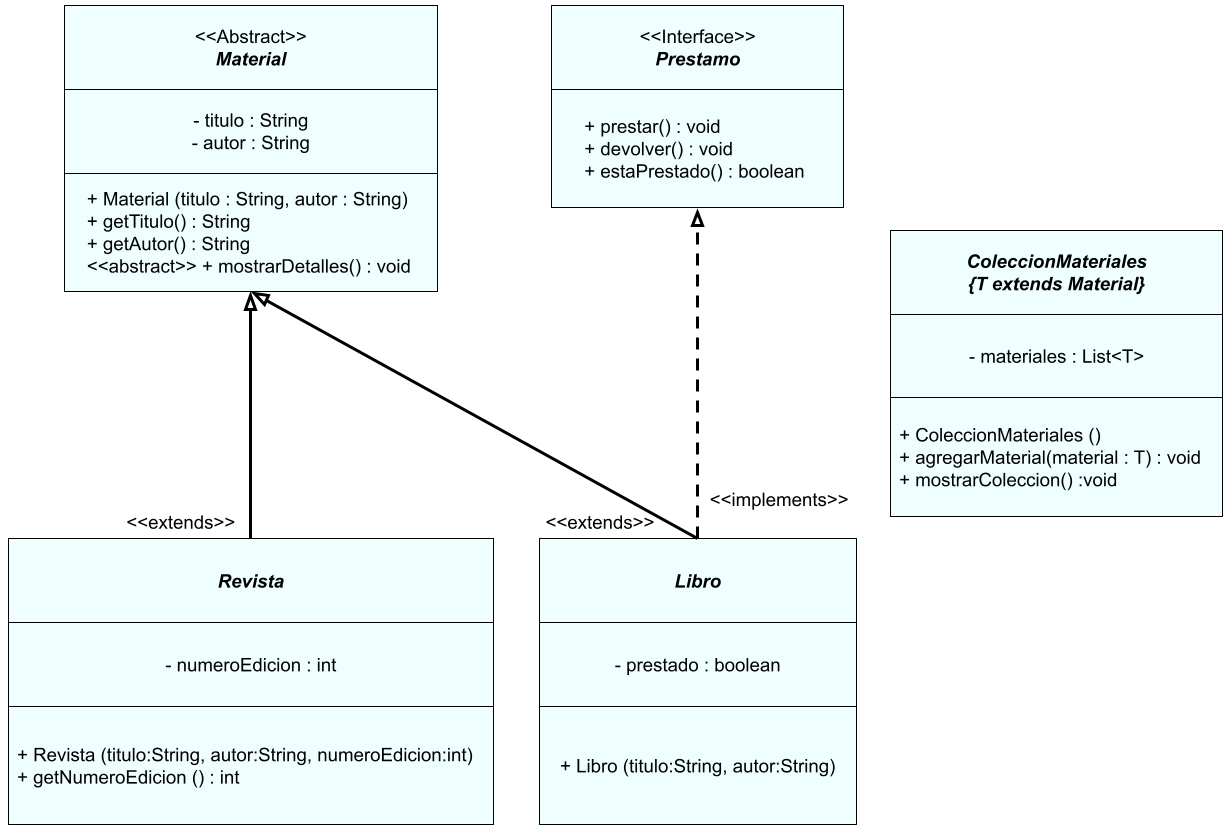 <<Abstract>>
Material
- titulo : String
- autor : String
+ Material (titulo : String, autor : String)
+ getTitulo() : String
+ getAutor() : String
<<abstract>> + mostrarDetalles() : void
<<Interface>>
Prestamo
+ prestar() : void
+ devolver() : void
+ estaPrestado() : boolean
ColeccionMateriales
{T extends Material}
- materiales : List<T>
+ ColeccionMateriales ()
+ agregarMaterial(material : T) : void
+ mostrarColeccion() :void
<<extends>>
<<extends>>
<<implements>>
Revista
- numeroEdicion : int
+ Revista (titulo:String, autor:String, numeroEdicion:int)
+ getNumeroEdicion () : int
Libro
- prestado : boolean
+ Libro (titulo:String, autor:String)